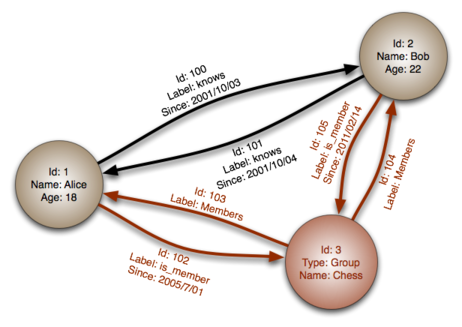 Id: 2
Name: Bob
Age: 22
Id: 100
Label: knows
Since: 2001/10/03
Id: 101
Label: knows
Since: 2001/10/04
Id: 105
Label: is_member
Since: 2011/02/14
Id: 104
Label: Members
Id: 1
Name: Alice
Age: 18
Id: 103
Label: Members
Id: 102
Label: is_member
Since: 2005/7/01
Id: 3
Type: Group
Name: Chess